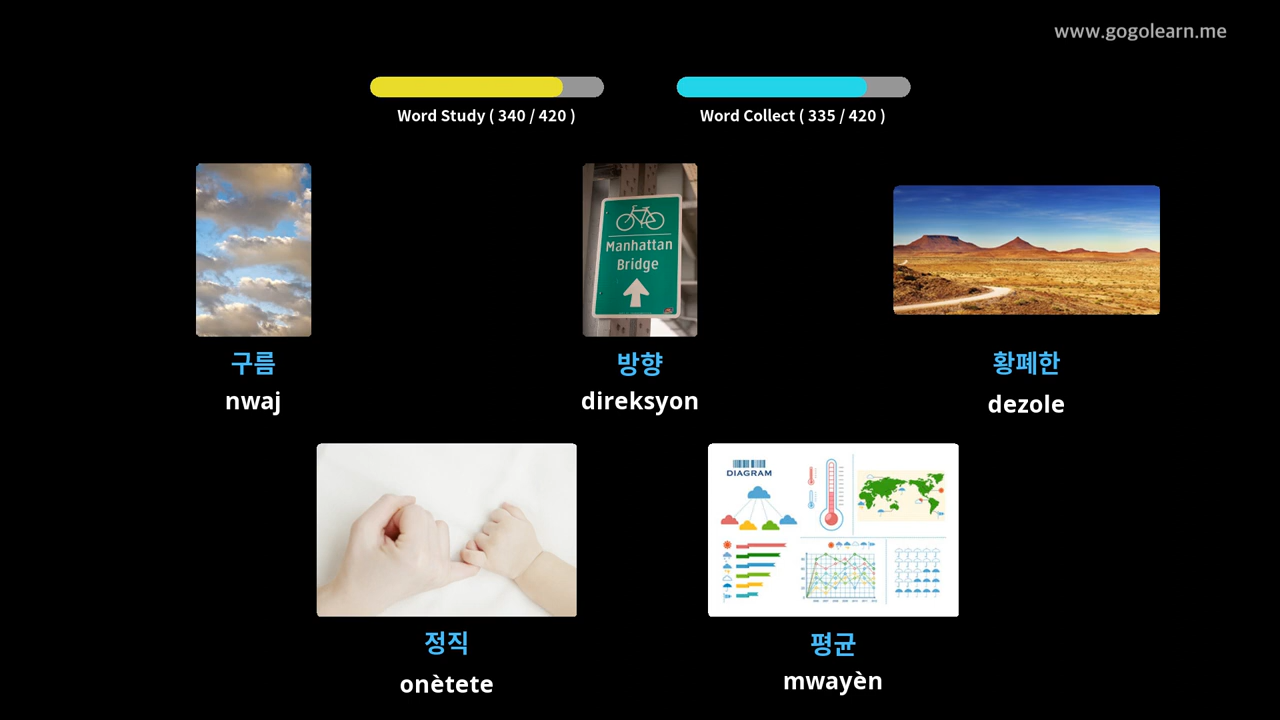 www.gogolearn.me
Word Study ( 340 / 420 )
Word Collect ( 335 / 420 )
Manhattan
Bridge
구름
방향
황폐한
nwaj
direksyon
dezole
DIAGRAM
정직
평균
onètete
mwayèn